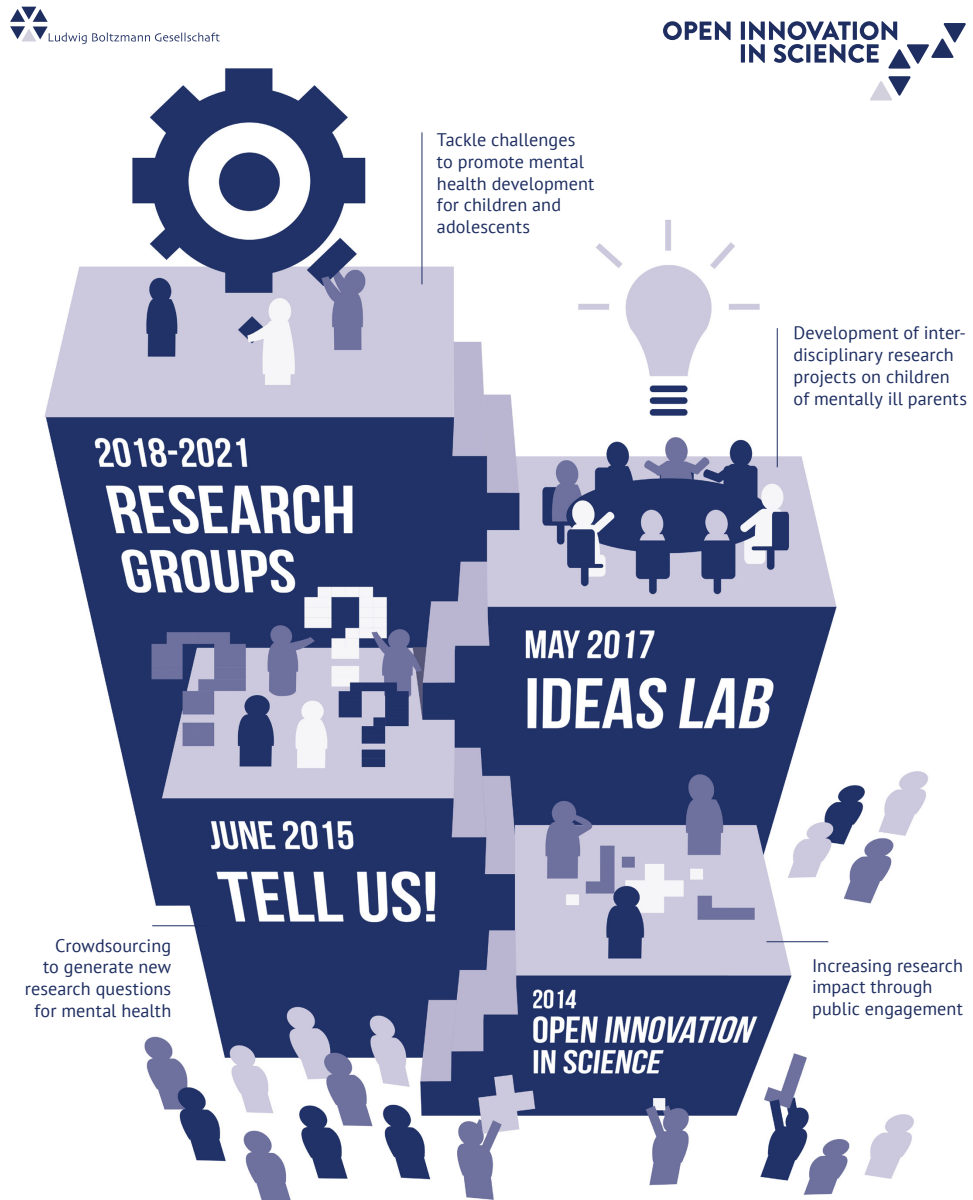 Ludwig Boltzmann Gesellschaft
OPEN INNOVATION
IN SCIENCE
Tackle challenges
to promote mental
health development
for children and
adolescents
Development of inter-
disciplinary research
projects on children
of mentally ill parents
2018-2021
RESEARCH
GROUPS
MAY 2017
IDEAS LAB
JUNE 2015
TELL US!
Crowdsourcing
to generate new
research questions
for mental health
Increasing research
impact through
public engagement
2014
OPEN INNOVATION
IN SCIENCE